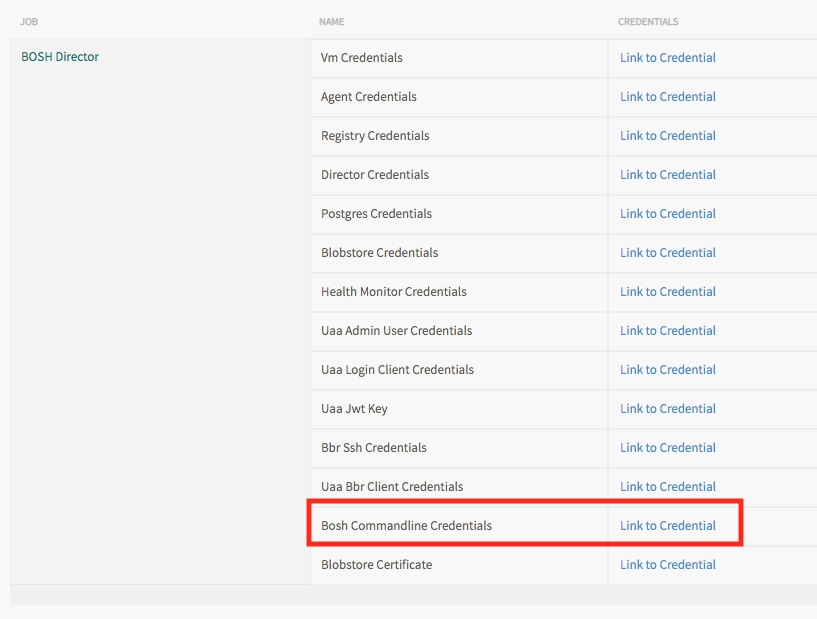 JOB NAME CREDENTIALS
BOSH Director Vm Credentials Link to Credential
Agent Credentials Link to Credential
Registry Credentials Link to Credential
Director Credentials Link to Credential
Postgres Credentials Link to Credential
Blobstore Credentials Link to Credential
Health Monitor Credentials Link to Credential
Uaa Admin User Credentials Link to Credential
Uaa Login Client Credentials Link to Credential
Uaa Jwt Key Link to Credential
Bbr Ssh Credentials Link to Credential
Uaa Bbr Client Credentials Link to Credential
Bosh Commandline Credentials Link to Credential
Blobstore Certificate Link to Credential